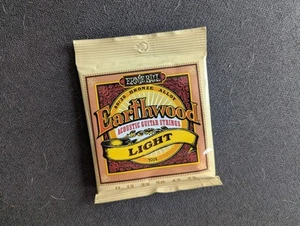 ERNIE BALL
80/20 BRONZE ALLOY
Earthwood
ACOUSTIC GUITAR STRINGS
LIGHT